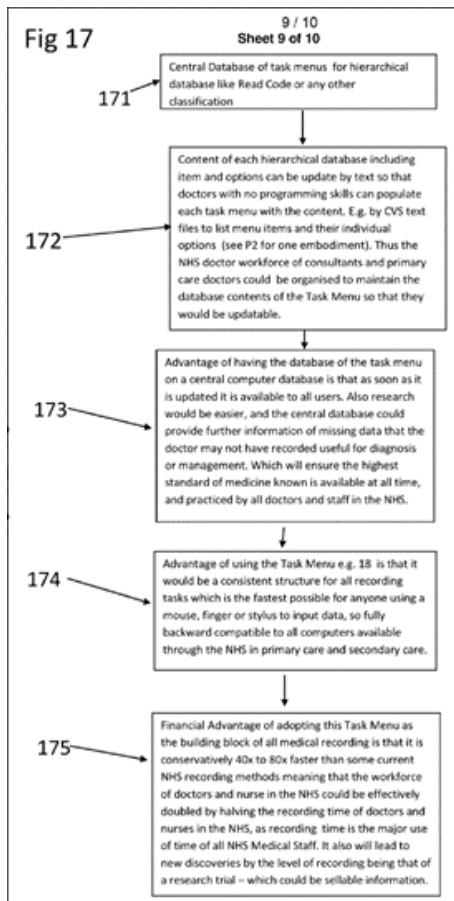 Fig 17
9 / 10
Sheet 9 of 10
171
Central Database of task menus for hierarchical
database like Read Code or any other
classification
172
Content of each hierarchical database including
item and options can be update by text so that
doctors with no programming skills can populate
each task menu with the content. E.g. by CVS text
files to list menu items and their individual
options (see P2 for one embodiment). Thus the
NHS doctor workforce of consultants and primary
care doctors could be organised to maintain the
database contents of the Task Menu so that they
would be updatable.
173
Advantage of having the database of the task menu
on a central computer database is that as soon as it
is updated it is available to all users. Also research
would be easier, and the central database could
provide further information of missing data that the
doctor may not have recorded useful for diagnosis
or management. Which will ensure the highest
standard of medicine known is available at all time,
and practiced by all doctors and staff in the NHS.
174
Advantage of using the Task Menu e.g. 18 is that it
would be a consistent structure for all recording
tasks which is the fastest possible for anyone using a
mouse, finger or stylus to input data, so fully
backward compatible to all computers available
through the NHS in primary care and secondary care.
175
Financial Advantage of adopting this Task Menu as
the building block of all medical recording is that it is
conservatively 40x to 80x faster than some current
NHS recording methods meaning that the workforce
of doctors and nurse in the NHS could be effectively
doubled by halving the recording time of doctors and
nurses in the NHS, as recording time is the major use
of time of all NHS Medical Staff. It also will lead to
new discoveries by the level of recording being that of
a research trial – which could be sellable information.